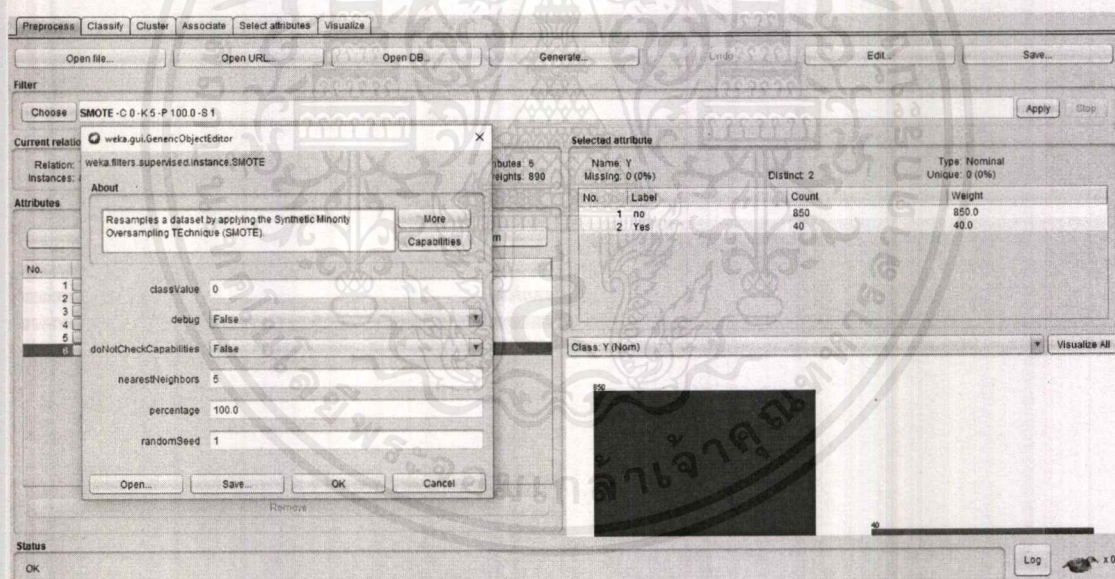 Preprocess Classify Cluster Associate Select attributes Visualize
Open file... Open URL... Open DB... Generate... Undo Edit... Save...
Filter
Choose SMOTE -C 0 -K 5 -P 100.0 -S 1 Apply Stop
Current relatio
Relation:
Instances:
ibutes: 6
eights: 890
Attributes
No.
1
2
3
4
5
6
weka.gui.GenericObjectEditor ×
weka.filters.supervised.instance.SMOTE
About
Resamples a dataset by applying the Synthetic Minority
Oversampling TEchnique (SMOTE).
More
Capabilities
classValue 0
debug False
doNotCheckCapabilities False
nearestNeighbors 5
percentage 100.0
randomSeed 1
Open... Save... OK Cancel
Remove
Selected attribute
Name: Y Type: Nominal
Missing: 0 (0%) Distinct: 2 Unique: 0 (0%)
No. Label Count Weight
1 no 850 850.0
2 Yes 40 40.0
Class: Y (Nom) Visualize All
850
40
Status
OK
Log x 0